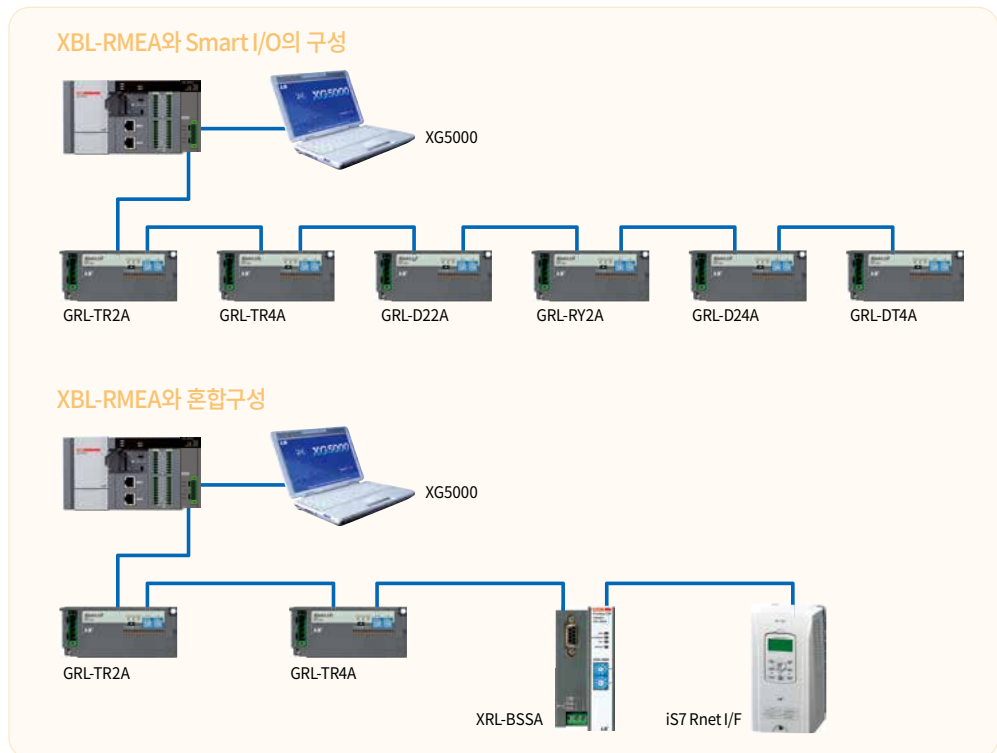 XBL-RMEA와 Smart I/O의 구성
XG5000
XG5000
GRL-TR2A
GRL-TR4A
GRL-D22A
GRL-RY2A
GRL-D24A
GRL-DT4A
XBL-RMEA와 혼합구성
XG5000
XG5000
GRL-TR2A
GRL-TR4A
XRL-BSSA
iS7 Rnet I/F